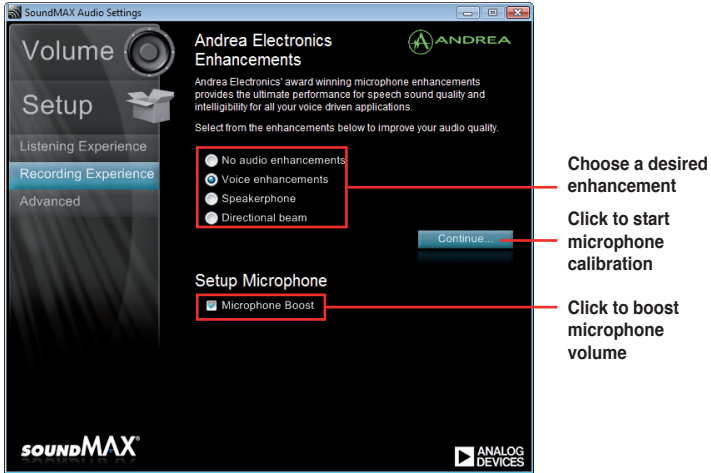 SoundMAX Audio Settings
Volume
Setup
Listening Experience
Recording Experience
Advanced
Andrea Electronics
Enhancements
ANDREA
Andrea Electronics' award winning microphone enhancements
provides the ultimate performance for speech sound quality and
intelligibility for all your voice driven applications.
Select from the enhancements below to improve your audio quality.
No audio enhancements
Voice enhancements
Speakerphone
Directional beam
Continue...
Setup Microphone
Microphone Boost
Choose a desired
enhancement
Click to start
microphone
calibration
Click to boost
microphone
volume
SOUNDMAX®
ANALOG
DEVICES